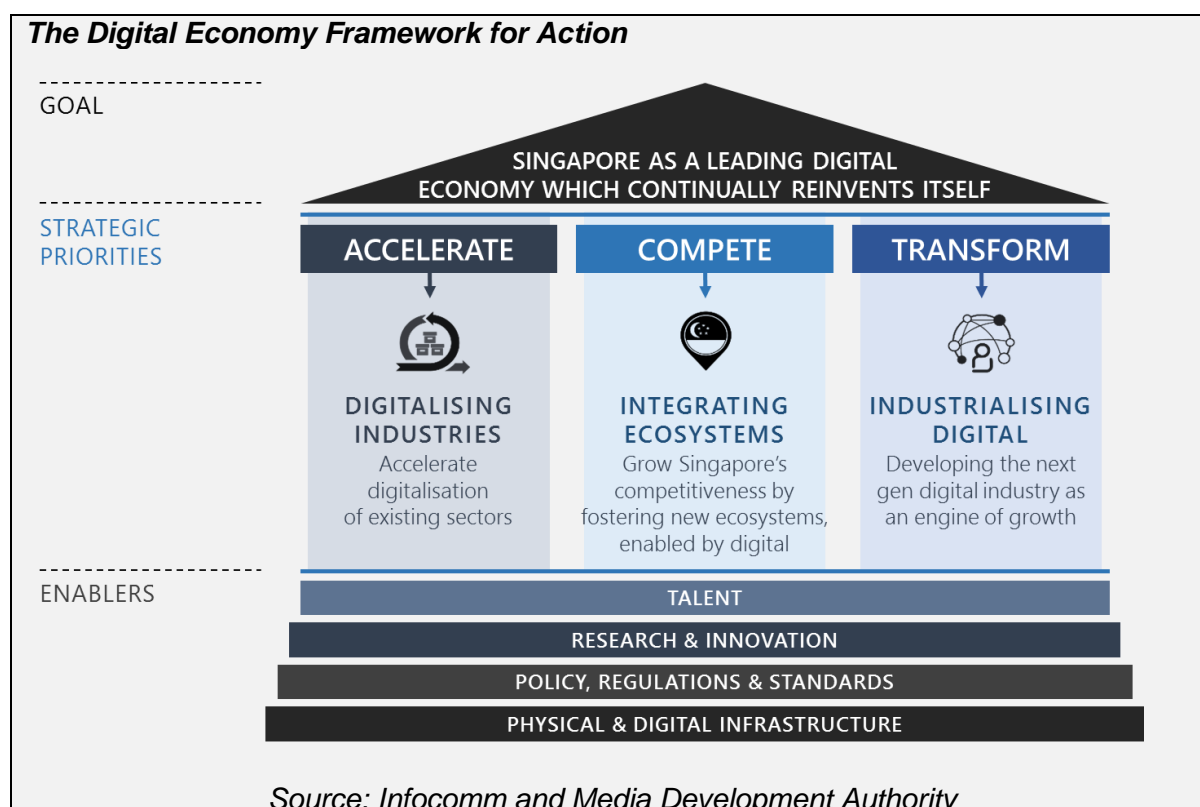 The Digital Economy Framework for Action
GOAL
SINGAPORE AS A LEADING DIGITAL
ECONOMY WHICH CONTINUALLY REINVENTS ITSELF
STRATEGIC
PRIORITIES
ACCELERATE
DIGITALISING
INDUSTRIES
Accelerate
digitalisation
of existing sectors
COMPETE
INTEGRATING
ECOSYSTEMS
Grow Singapore's
competitiveness by
fostering new ecosystems,
enabled by digital
TRANSFORM
INDUSTRIALISING
DIGITAL
Developing the next
gen digital industry as
an engine of growth
ENABLERS
TALENT
RESEARCH & INNOVATION
POLICY, REGULATIONS & STANDARDS
PHYSICAL & DIGITAL INFRASTRUCTURE
Source: Infocomm and Media Development Authority